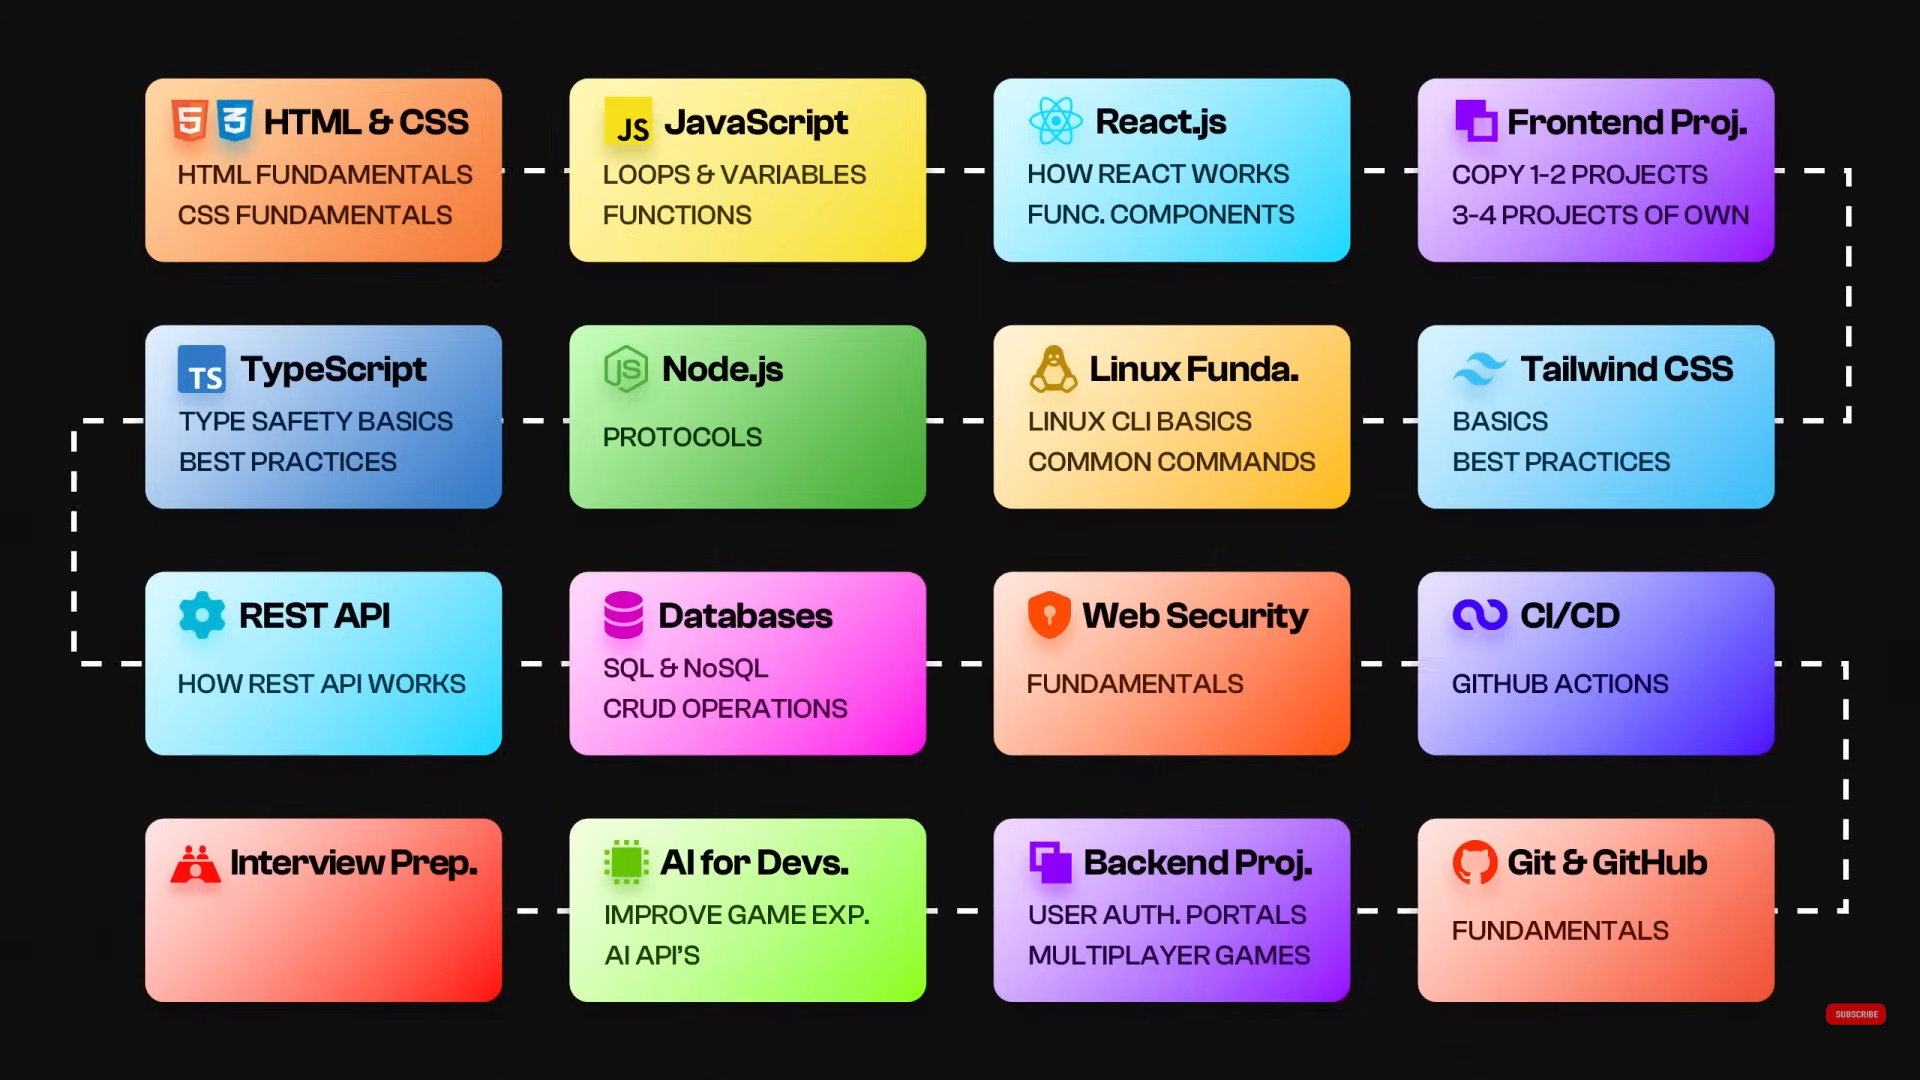 HTML & CSS
HTML FUNDAMENTALS
CSS FUNDAMENTALS
JS JavaScript
LOOPS & VARIABLES
FUNCTIONS
React.js
HOW REACT WORKS
FUNC. COMPONENTS
Frontend Proj.
COPY 1-2 PROJECTS
3-4 PROJECTS OF OWN
TS TypeScript
TYPE SAFETY BASICS
BEST PRACTICES
JS Node.js
PROTOCOLS
Linux Funda.
LINUX CLI BASICS
COMMON COMMANDS
Tailwind CSS
BASICS
BEST PRACTICES
REST API
HOW REST API WORKS
Databases
SQL & NoSQL
CRUD OPERATIONS
Web Security
FUNDAMENTALS
CI/CD
GITHUB ACTIONS
Interview Prep.
AI for Devs.
IMPROVE GAME EXP.
AI API'S
Backend Proj.
USER AUTH. PORTALS
MULTIPLAYER GAMES
Git & GitHub
FUNDAMENTALS
SUBSCRIBE